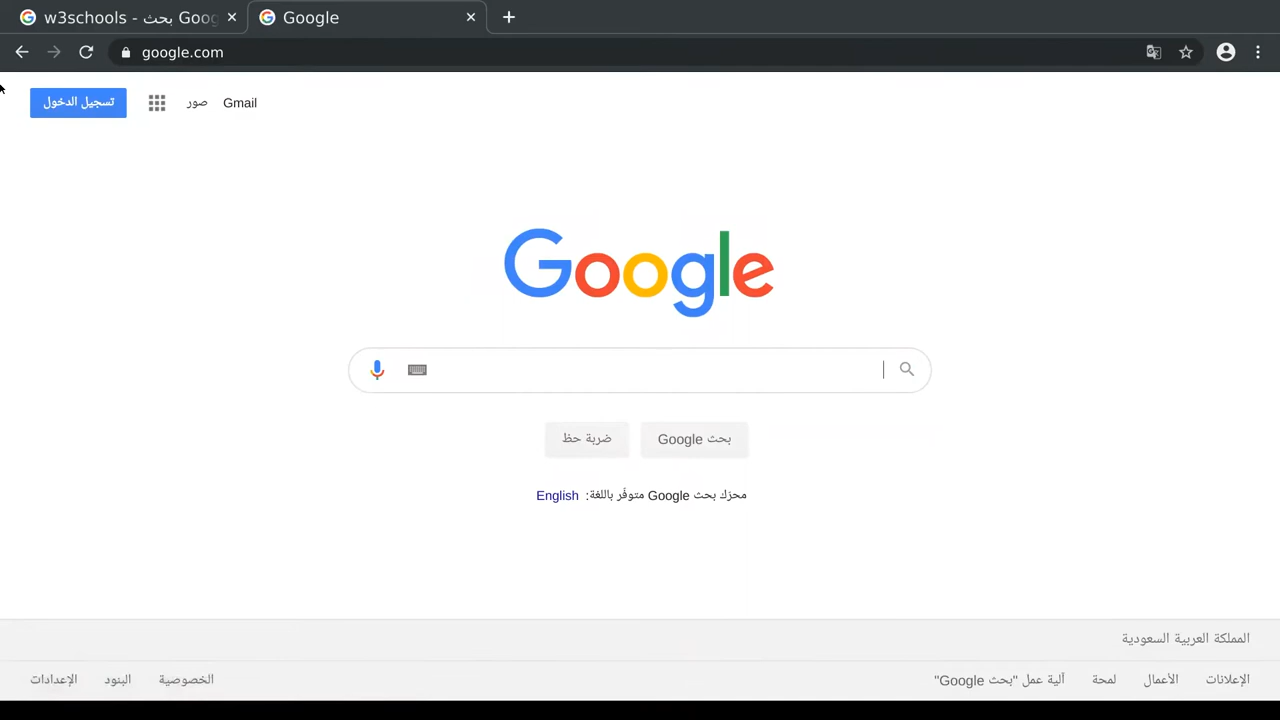 w3schools - بحث Goog
Google
google.com
Gmail صور تسجيل الدخول
Google
بحث Google ضربة حظ
محرّك بحث Google متوفّر باللغة: English
المملكة العربية السعودية
الإعلانات الأعمال لمحة آلية عمل "بحث Google" الخصوصية البنود الإعدادات